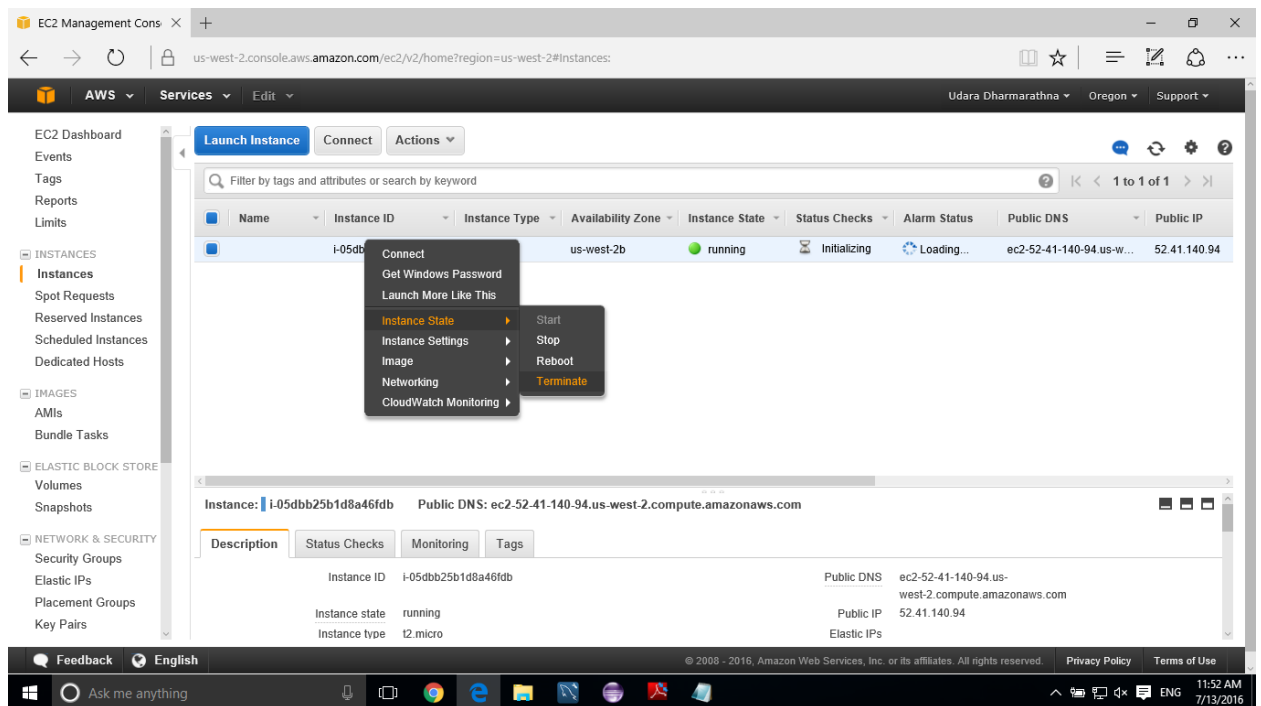 EC2 Management Cons
us-west-2.console.aws.amazon.com/ec2/v2/home?region=us-west-2#Instances:
AWS Services Edit Udara Dharmarathna Oregon Support
EC2 Dashboard
Events
Tags
Reports
Limits
INSTANCES
Instances
Spot Requests
Reserved Instances
Scheduled Instances
Dedicated Hosts
IMAGES
AMIs
Bundle Tasks
ELASTIC BLOCK STORE
Volumes
Snapshots
NETWORK & SECURITY
Security Groups
Elastic IPs
Placement Groups
Key Pairs
Launch Instance Connect Actions
Filter by tags and attributes or search by keyword 1 to 1 of 1
Name Instance ID Instance Type Availability Zone Instance State Status Checks Alarm Status Public DNS Public IP
i-05db us-west-2b running Initializing Loading... ec2-52-41-140-94.us-w... 52.41.140.94
Connect
Get Windows Password
Launch More Like This
Instance State
Instance Settings
Image
Networking
CloudWatch Monitoring
Start
Stop
Reboot
Terminate
Instance: i-05dbb25b1d8a46fdb Public DNS: ec2-52-41-140-94.us-west-2.compute.amazonaws.com
Description Status Checks Monitoring Tags
Instance ID i-05dbb25b1d8a46fdb
Instance state running
Instance type t2.micro
Public DNS ec2-52-41-140-94.us-
west-2.compute.amazonaws.com
Public IP 52.41.140.94
Elastic IPs
Feedback English © 2008 - 2016, Amazon Web Services, Inc. or its affiliates. All rights reserved. Privacy Policy Terms of Use
Ask me anything ENG 11:52 AM
7/13/2016